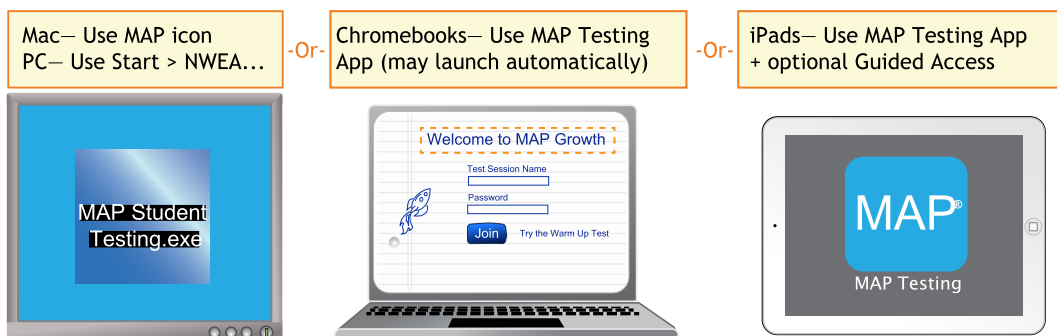 Mac— Use MAP icon
PC— Use Start > NWEA...
-Or-
Chromebooks— Use MAP Testing
App (may launch automatically)
-Or-
iPads— Use MAP Testing App
+ optional Guided Access
MAP Student
Testing.exe
Welcome to MAP Growth
Test Session Name
Password
Join Try the Warm Up Test
MAP®
MAP Testing